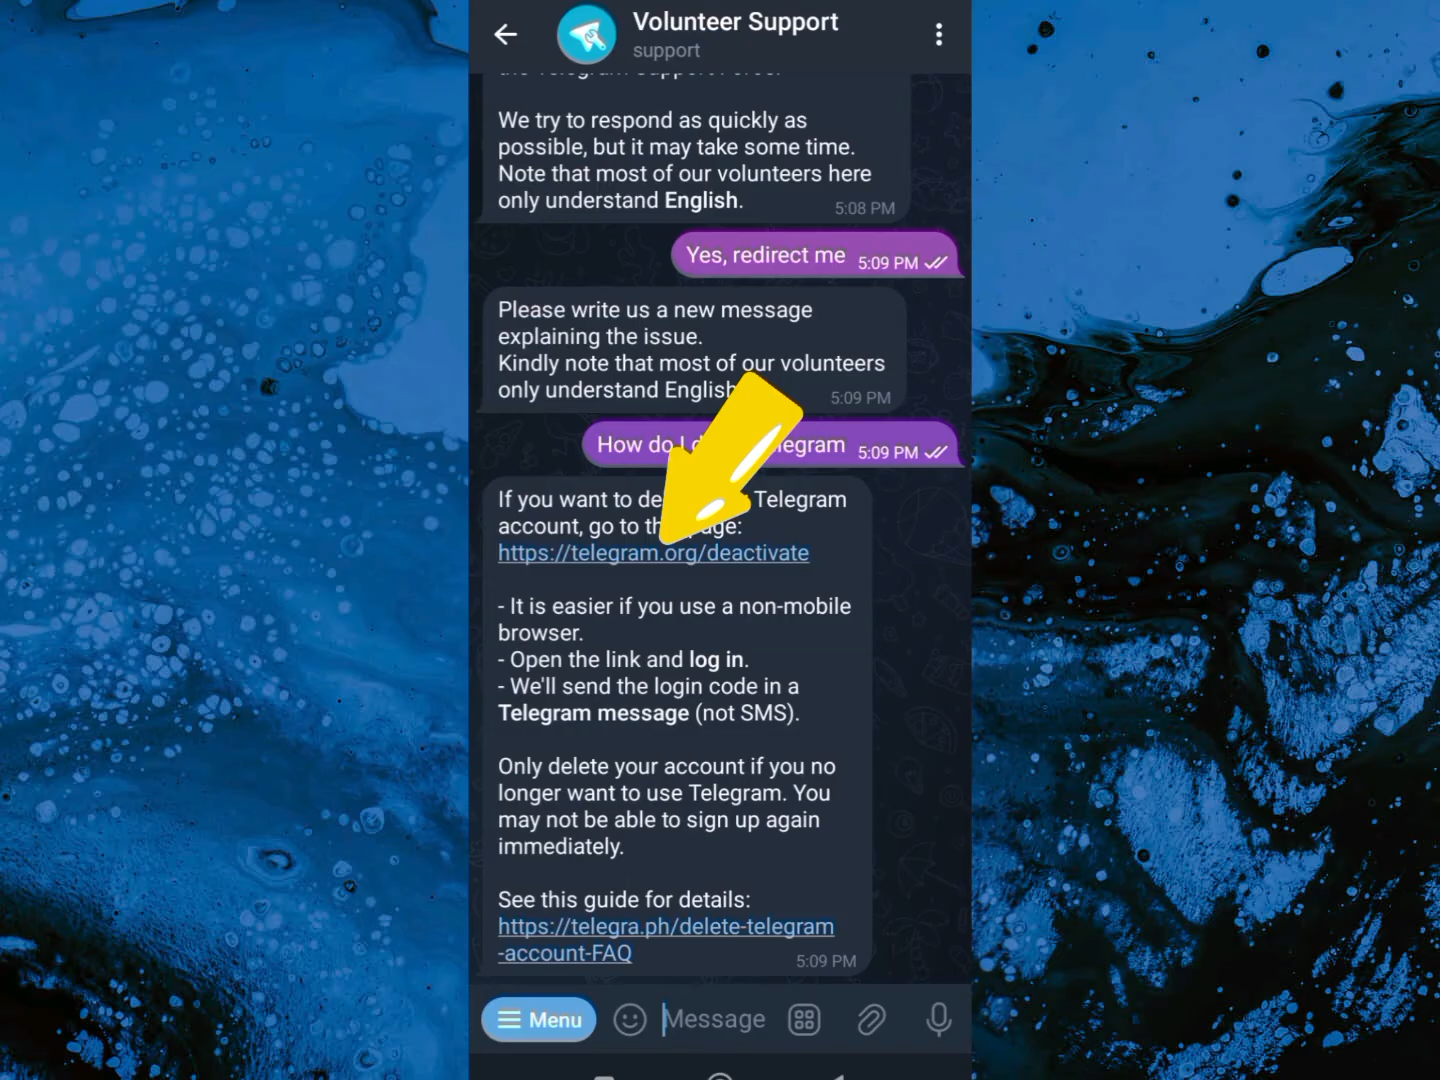 Volunteer Support
support
the Telegram Support Force.
We try to respond as quickly as
possible, but it may take some time.
Note that most of our volunteers here
only understand English.
5:08 PM
Yes, redirect me 5:09 PM
Please write us a new message
explaining the issue.
Kindly note that most of our volunteers
only understand English
5:09 PM
How do I legram 5:09 PM
If you want to de Telegram
account, go to th age:
https://telegram.org/deactivate
- It is easier if you use a non-mobile
browser.
- Open the link and log in.
- We'll send the login code in a
Telegram message (not SMS).
Only delete your account if you no
longer want to use Telegram. You
may not be able to sign up again
immediately.
See this guide for details:
https://telegra.ph/delete-telegram
-account-FAQ
5:09 PM
Menu
Message